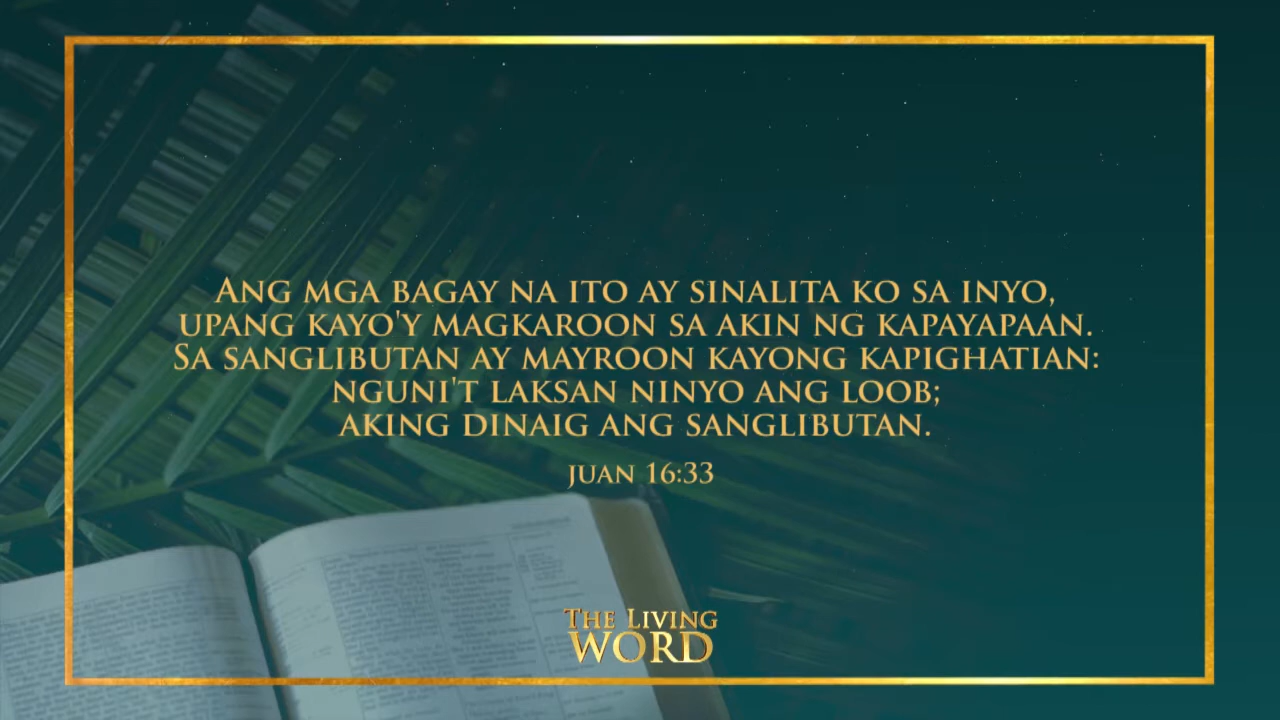 Ang mga bagay na ito ay sinalita ko sa inyo,
upang kayo'y magkaroon sa akin ng kapayapaan.
Sa sanglibutan ay mayroon kayong kapighatian:
nguni't laksan ninyo ang loob;
aking dinaig ang sanglibutan.
Juan 16:33
The Living
WORD